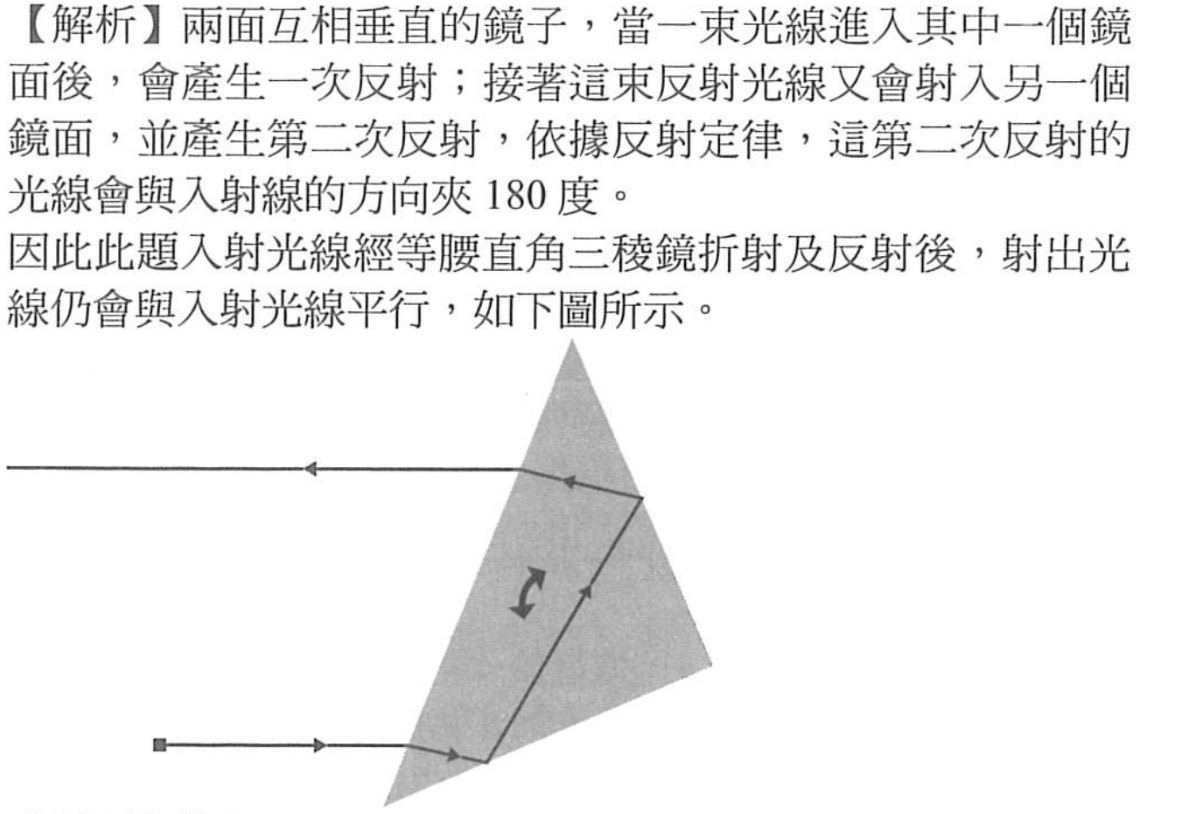 【解析】兩面互相垂直的鏡子，當一束光線進入其中一個鏡
面後，會產生一次反射；接著這束反射光線又會射入另一個
鏡面，並產生第二次反射，依據反射定律，這第二次反射的
光線會與入射線的方向夾 180 度。
因此此題入射光線經等腰直角三稜鏡折射及反射後，射出光
線仍會與入射光線平行，如下圖所示。